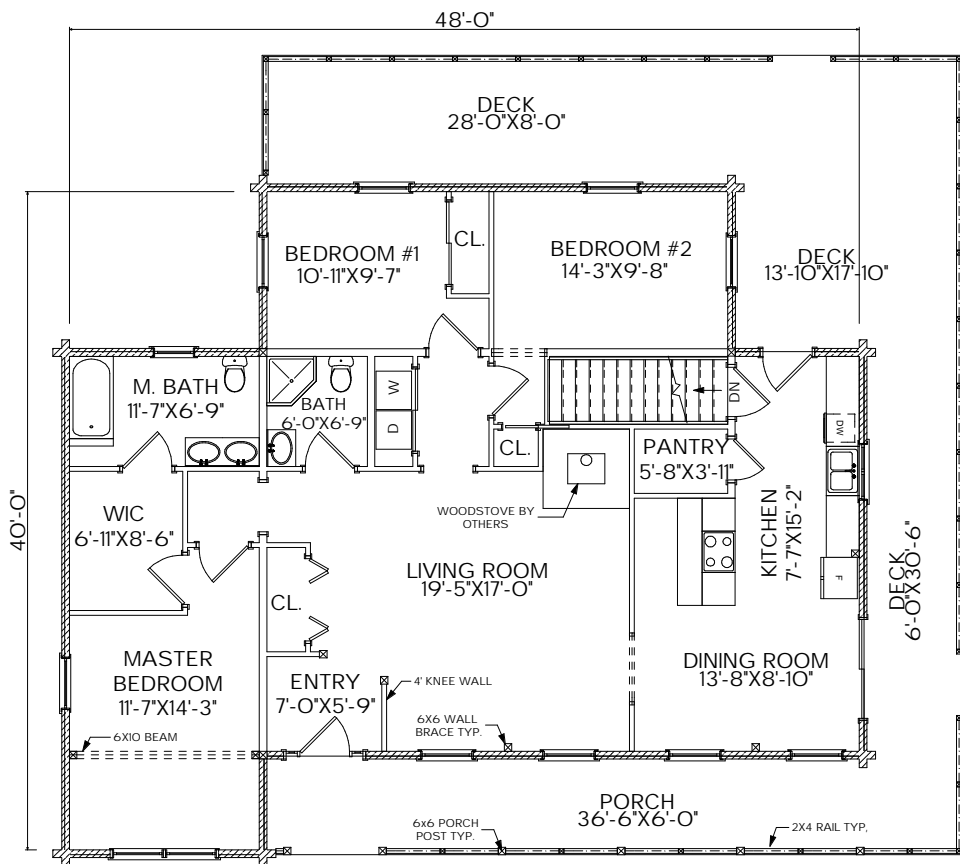 48'-0"
DECK
28'-0"X8'-0"
BEDROOM #1
10'-11"X9'-7"
CL.
BEDROOM #2
14'-3"X9'-8"
DECK
13'-10"X17'-10"
M. BATH
11'-7"X6'-9"
BATH
6'-0"X6'-9"
W
D
CL.
DN
PANTRY
5'-8"X3'-11"
DW
40'-0"
WIC
6'-11"X8'-6"
WOODSTOVE BY
OTHERS
KITCHEN
7'-7"X15'-2"
F
DECK
6'-0"X30'-6"
LIVING ROOM
19'-5"X17'-0"
CL.
MASTER
BEDROOM
11'-7"X14'-3"
ENTRY
7'-0"X5'-9"
4' KNEE WALL
DINING ROOM
13'-8"X8'-10"
6X10 BEAM
6X6 WALL
BRACE TYP.
PORCH
36'-6"X6'-0"
6x6 PORCH
POST TYP.
2X4 RAIL TYP,